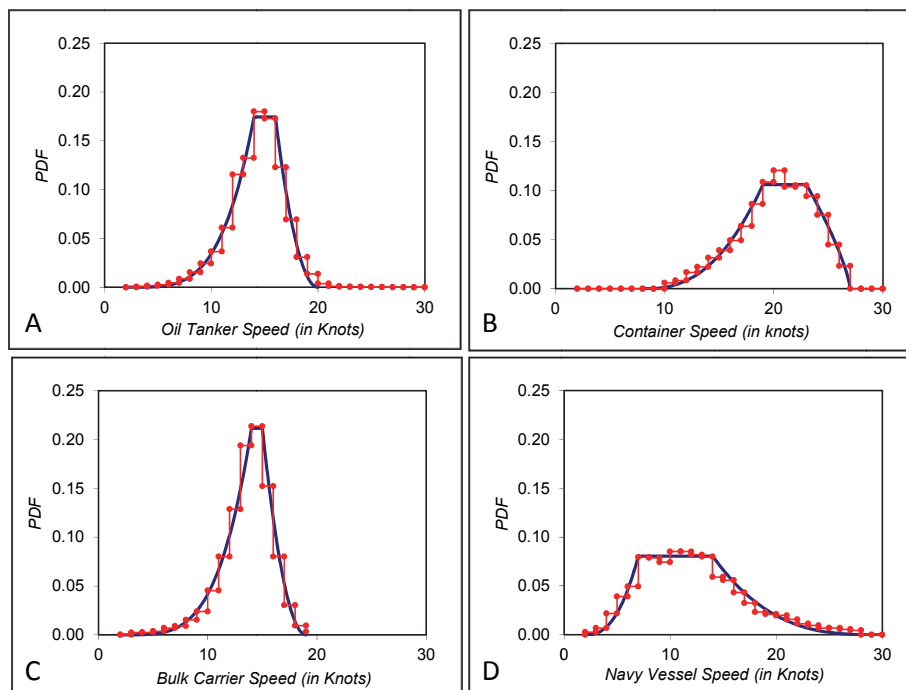 0.25
0.20
0.15
0.10
0.05
0.00
PDF
0 10 20 30
A
Oil Tanker Speed (in Knots)
0.25
0.20
0.15
0.10
0.05
0.00
PDF
0 10 20 30
B
Container Speed (in knots)
0.25
0.20
0.15
0.10
0.05
0.00
PDF
0 10 20 30
C
Bulk Carrier Speed (in Knots)
0.25
0.20
0.15
0.10
0.05
0.00
PDF
0 10 20 30
D
Navy Vessel Speed (in Knots)